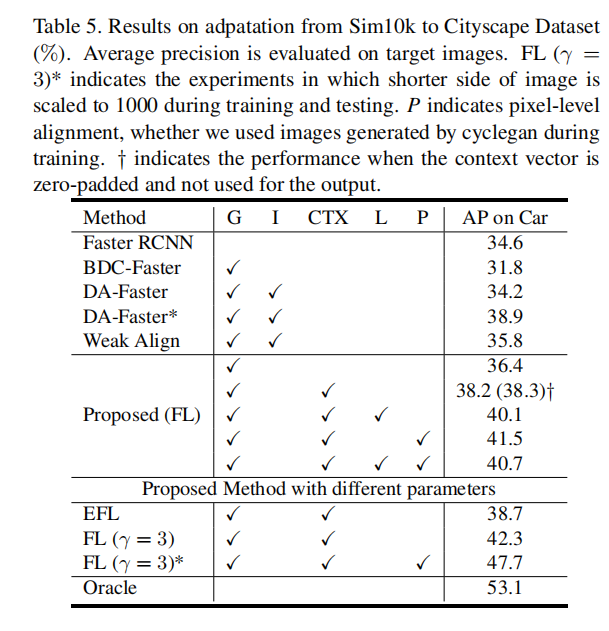 Table 5. Results on adpatation from Sim10k to Cityscape Dataset
(%). Average precision is evaluated on target images. FL (γ =
3)* indicates the experiments in which shorter side of image is
scaled to 1000 during training and testing. P indicates pixel-level
alignment, whether we used images generated by cyclegan during
training. † indicates the performance when the context vector is
zero-padded and not used for the output.
Method G I CTX L P AP on Car
Faster RCNN 34.6
BDC-Faster ✓ 31.8
DA-Faster ✓ ✓ 34.2
DA-Faster* ✓ ✓ 38.9
Weak Align ✓ ✓ 35.8
✓ 36.4
✓ ✓ 38.2 (38.3)†
Proposed (FL) ✓ ✓ ✓ 40.1
✓ ✓ ✓ 41.5
✓ ✓ ✓ ✓ 40.7
Proposed Method with different parameters
EFL ✓ ✓ 38.7
FL (γ = 3) ✓ ✓ 42.3
FL (γ = 3)* ✓ ✓ ✓ 47.7
Oracle 53.1